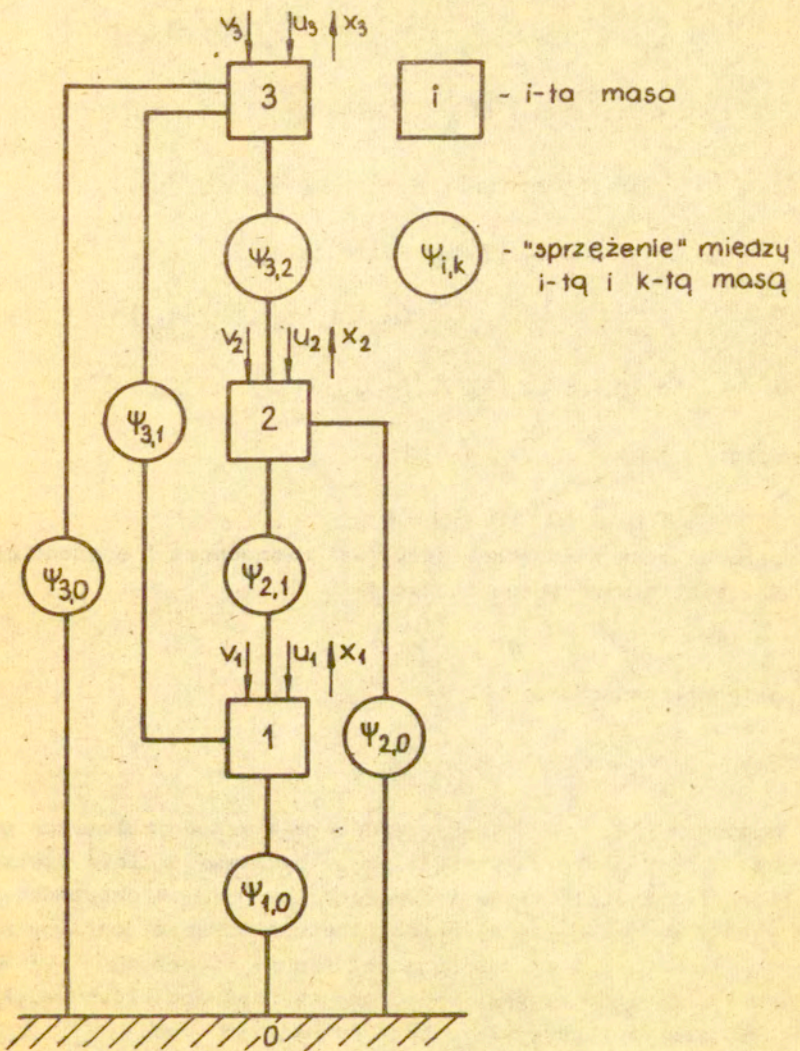 v₃ u₃ x₃
3
i - i-ta masa
ψ₃,₂
ψᵢ,ₖ - "sprzężenie" między
i-tą i k-tą masą
v₂ u₂ x₂
2
ψ₃,₁
ψ₃,₀
ψ₂,₁
v₁ u₁ x₁
1
ψ₂,₀
ψ₁,₀
0